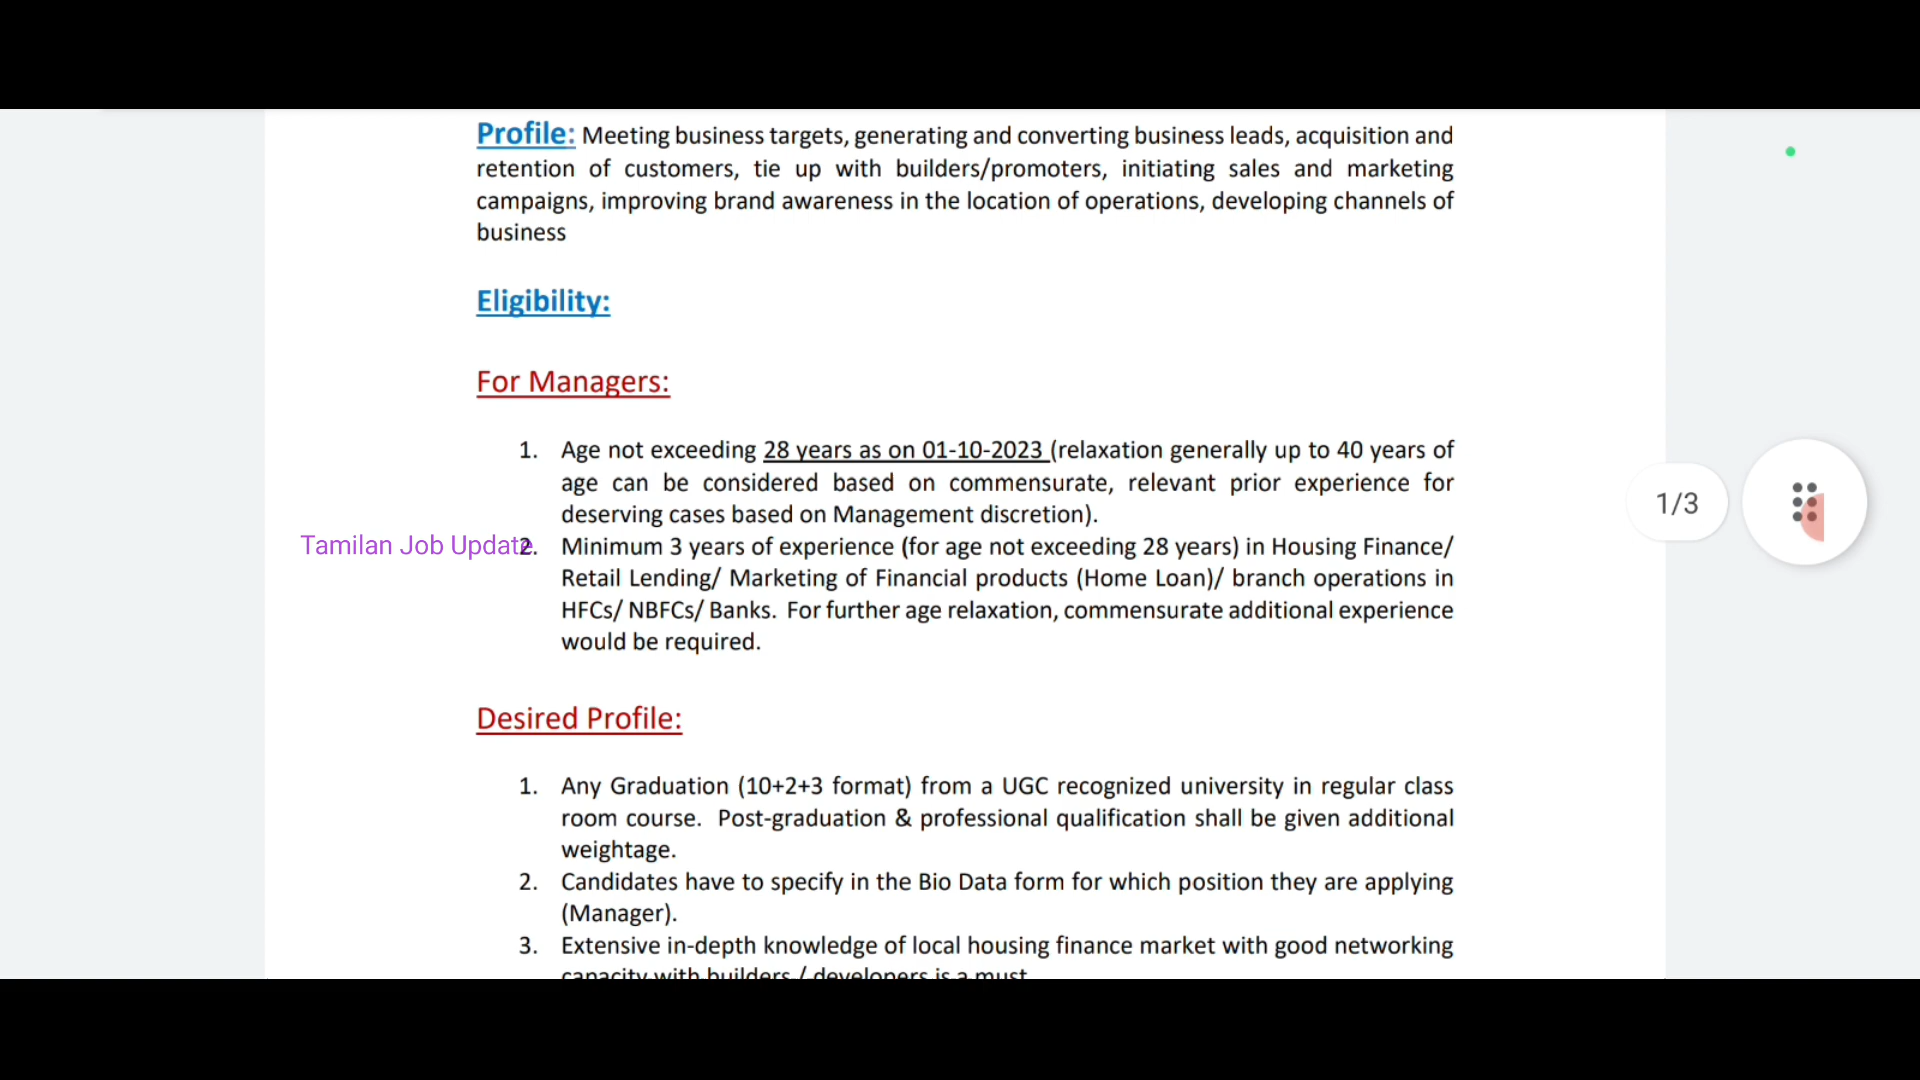 Profile: Meeting business targets, generating and converting business leads, acquisition and
retention of customers, tie up with builders/promoters, initiating sales and marketing
campaigns, improving brand awareness in the location of operations, developing channels of
business
Eligibility:
For Managers:
1. Age not exceeding 28 years as on 01-10-2023 (relaxation generally up to 40 years of
age can be considered based on commensurate, relevant prior experience for
deserving cases based on Management discretion).
Tamilan Job Update
2. Minimum 3 years of experience (for age not exceeding 28 years) in Housing Finance/
Retail Lending/ Marketing of Financial products (Home Loan)/ branch operations in
HFCs/ NBFCs/ Banks. For further age relaxation, commensurate additional experience
would be required.
1/3
Desired Profile:
1. Any Graduation (10+2+3 format) from a UGC recognized university in regular class
room course. Post-graduation & professional qualification shall be given additional
weightage.
2. Candidates have to specify in the Bio Data form for which position they are applying
(Manager).
3. Extensive in-depth knowledge of local housing finance market with good networking
capacity with builders / developers is a must